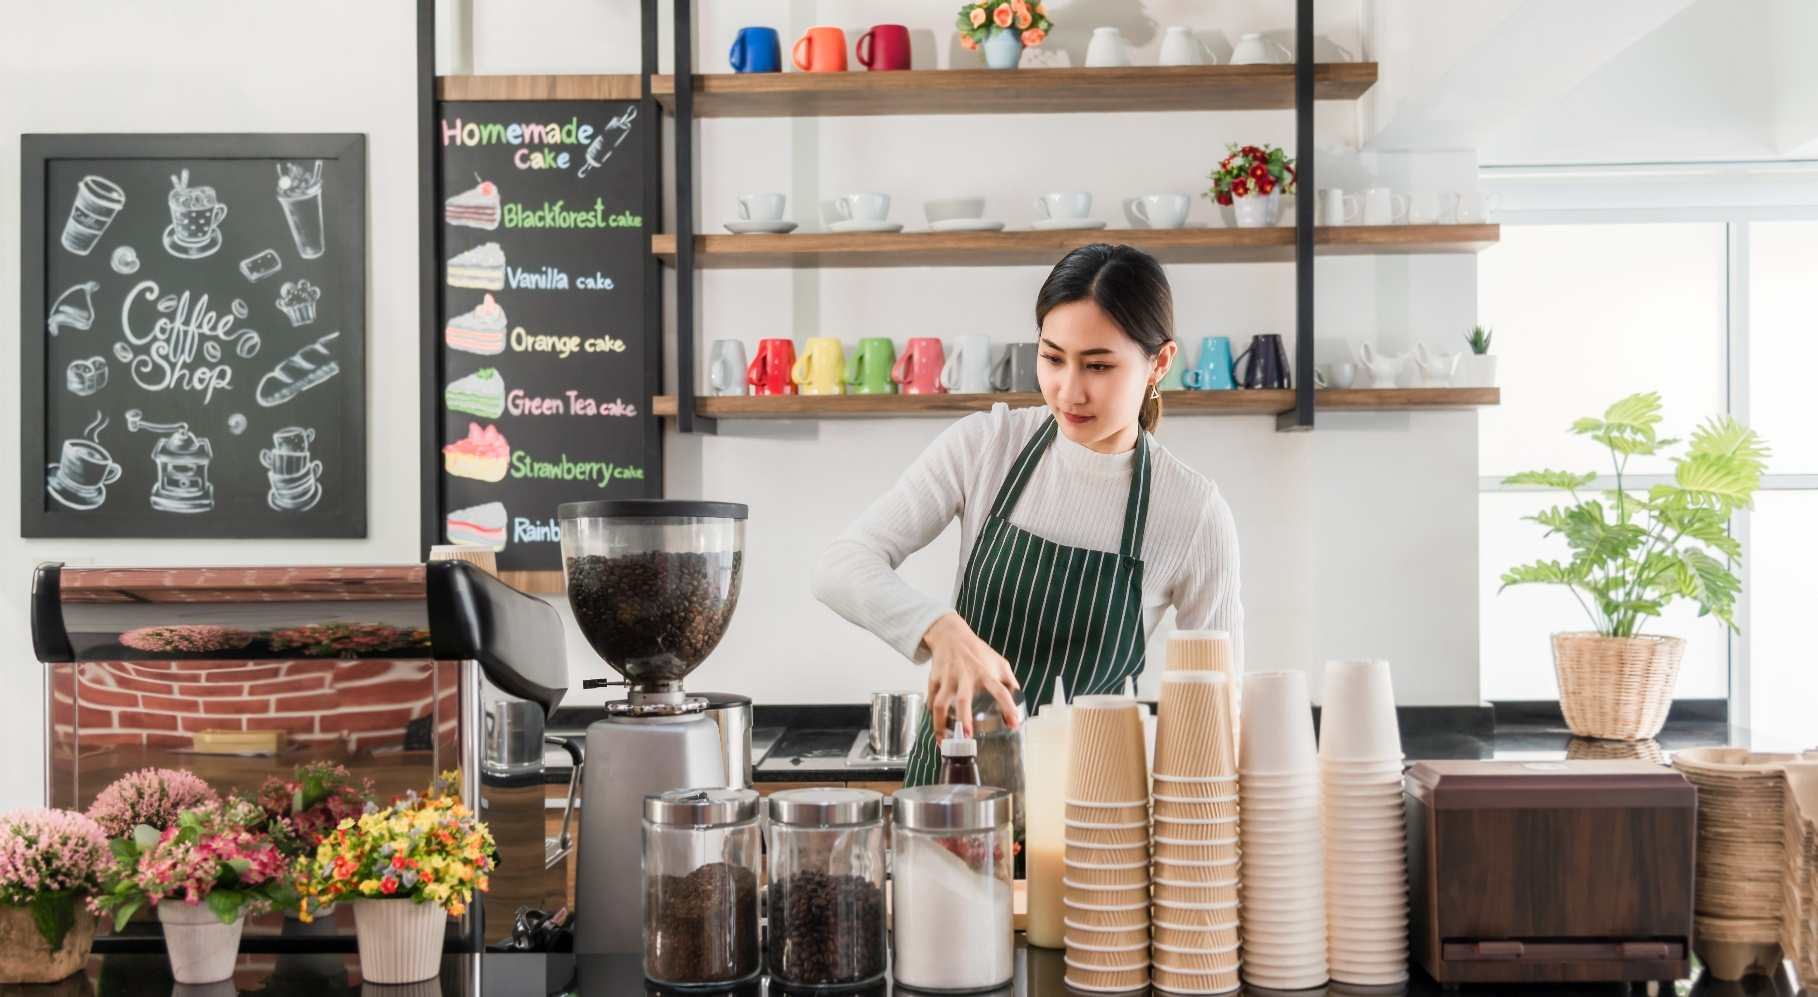 Coffee
Shop
Homemade
Cake
Blackforest cake
Vanilla cake
Orange cake
Green Tea cake
Strawberry cake